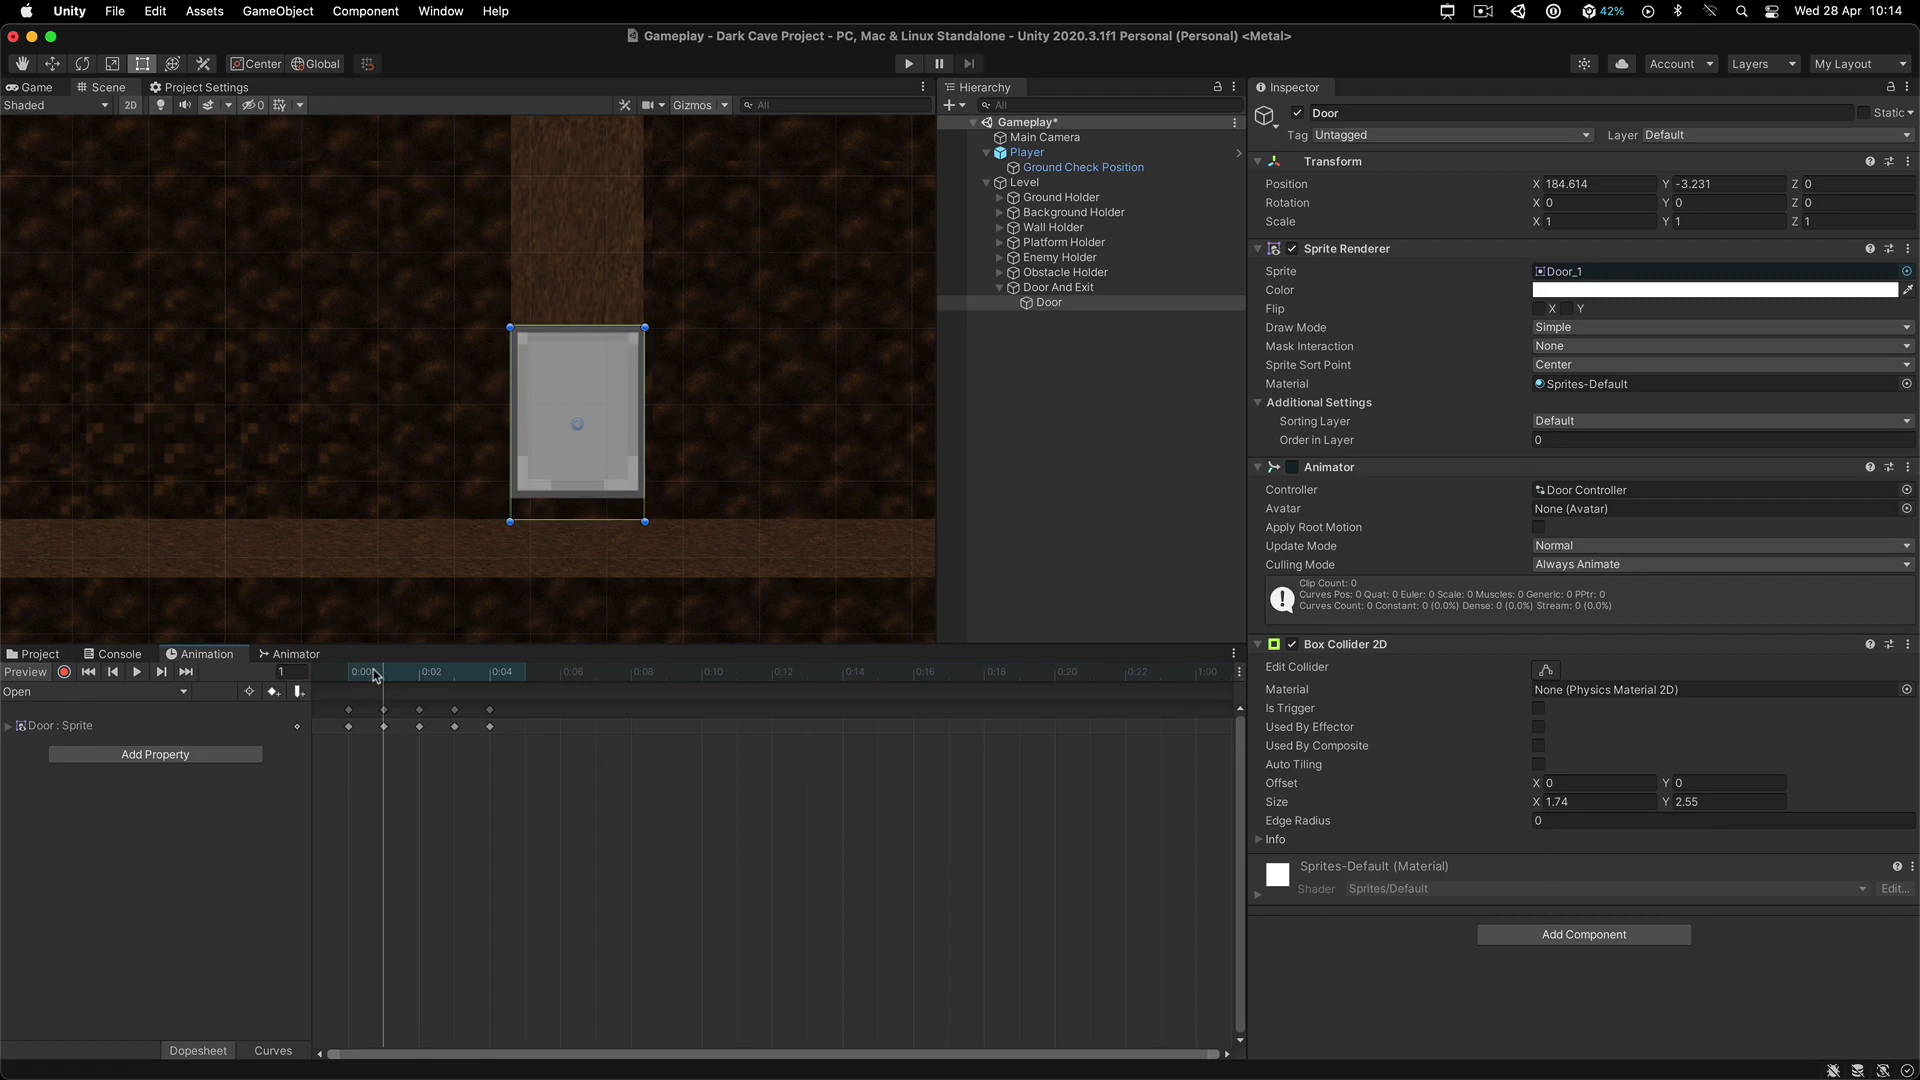 Unity File Edit Assets GameObject Component Window Help
42% Wed 28 Apr 10:14
Gameplay - Dark Cave Project - PC, Mac & Linux Standalone - Unity 2020.3.1f1 Personal (Personal) <Metal>
Center Global Account Layers My Layout
Game Scene Project Settings
Shaded 2D 0 Gizmos All
Hierarchy
All
Gameplay*
Main Camera
Player
Ground Check Position
Level
Ground Holder
Background Holder
Wall Holder
Platform Holder
Enemy Holder
Obstacle Holder
Door And Exit
Door
Inspector
Door Static
Tag Untagged Layer Default
Transform
Position X 184.614 Y -3.231 Z 0
Rotation X 0 Y 0 Z 0
Scale X 1 Y 1 Z 1
Sprite Renderer
Sprite Door_1
Color
Flip X Y
Draw Mode Simple
Mask Interaction None
Sprite Sort Point Center
Material Sprites-Default
Additional Settings
Sorting Layer Default
Order in Layer 0
Animator
Controller Door Controller
Avatar None (Avatar)
Apply Root Motion
Update Mode Normal
Culling Mode Always Animate
Clip Count: 0
Curves Pos: 0 Quat: 0 Euler: 0 Scale: 0 Muscles: 0 Generic: 0 PPtr: 0
Curves Count: 0 Constant: 0 (0.0%) Dense: 0 (0.0%) Stream: 0 (0.0%)
Box Collider 2D
Edit Collider
Material None (Physics Material 2D)
Is Trigger
Used By Effector
Used By Composite
Auto Tiling
Offset X 0 Y 0
Size X 1.74 Y 2.55
Edge Radius 0
Info
Sprites-Default (Material)
Shader Sprites/Default Edit...
Add Component
Project Console Animation Animator
Preview 1 0:00 0:02 0:04 0:06 0:08 0:10 0:12 0:14 0:16 0:18 0:20 0:22 1:00
Open
Door : Sprite
Add Property
Dopesheet Curves